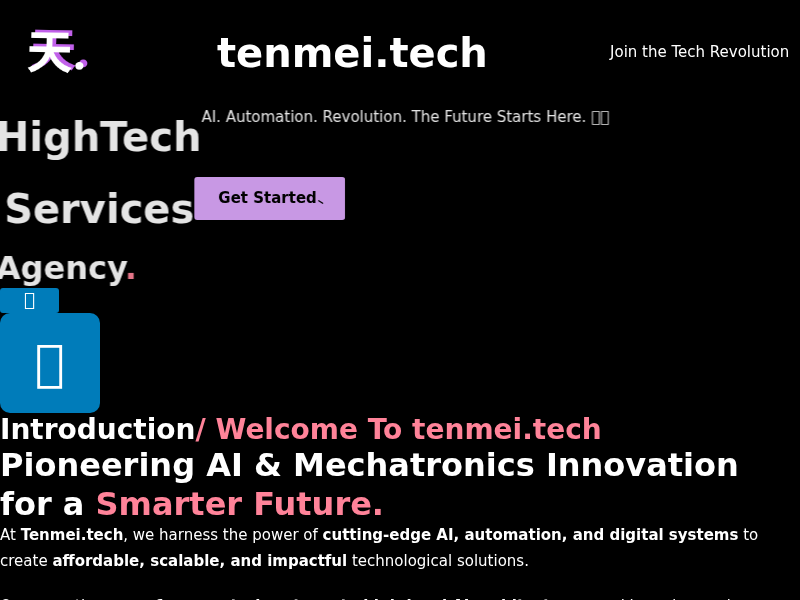 天.
tenmei.tech
Join the Tech Revolution
AI. Automation. Revolution. The Future Starts Here.
HighTech
Services
Get Started
Agency.
Introduction/ Welcome To tenmei.tech
Pioneering AI & Mechatronics Innovation
for a Smarter Future.
At Tenmei.tech, we harness the power of cutting-edge AI, automation, and digital systems to
create affordable, scalable, and impactful technological solutions.